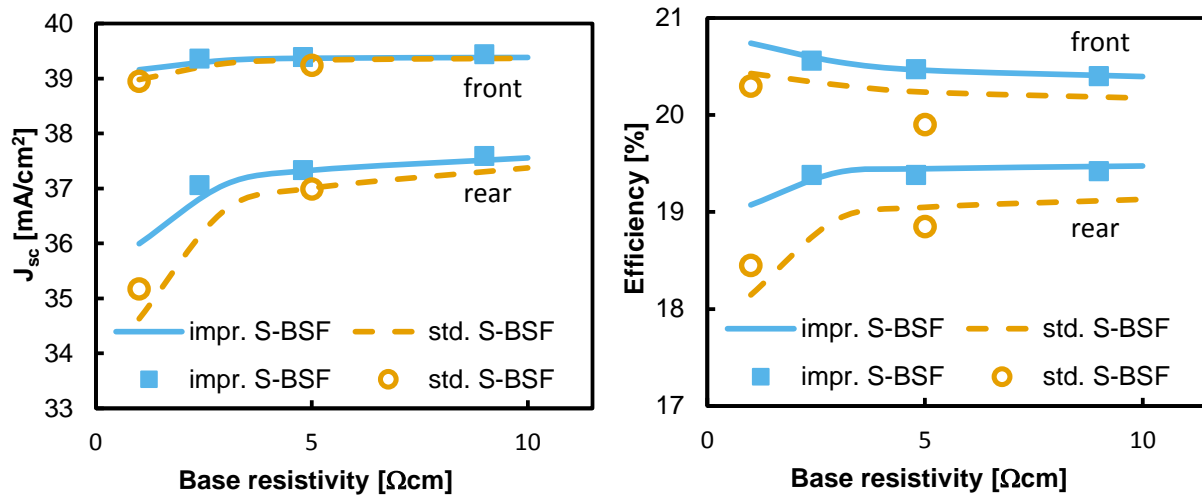 40
39
38
37
36
35
34
33
J_sc [mA/cm²]
front
rear
impr. S-BSF
std. S-BSF
impr. S-BSF
std. S-BSF
0
5
10
Base resistivity [Ωcm]
21
20
19
18
17
Efficiency [%]
front
rear
impr. S-BSF
std. S-BSF
impr. S-BSF
std. S-BSF
0
5
10
Base resistivity [Ωcm]